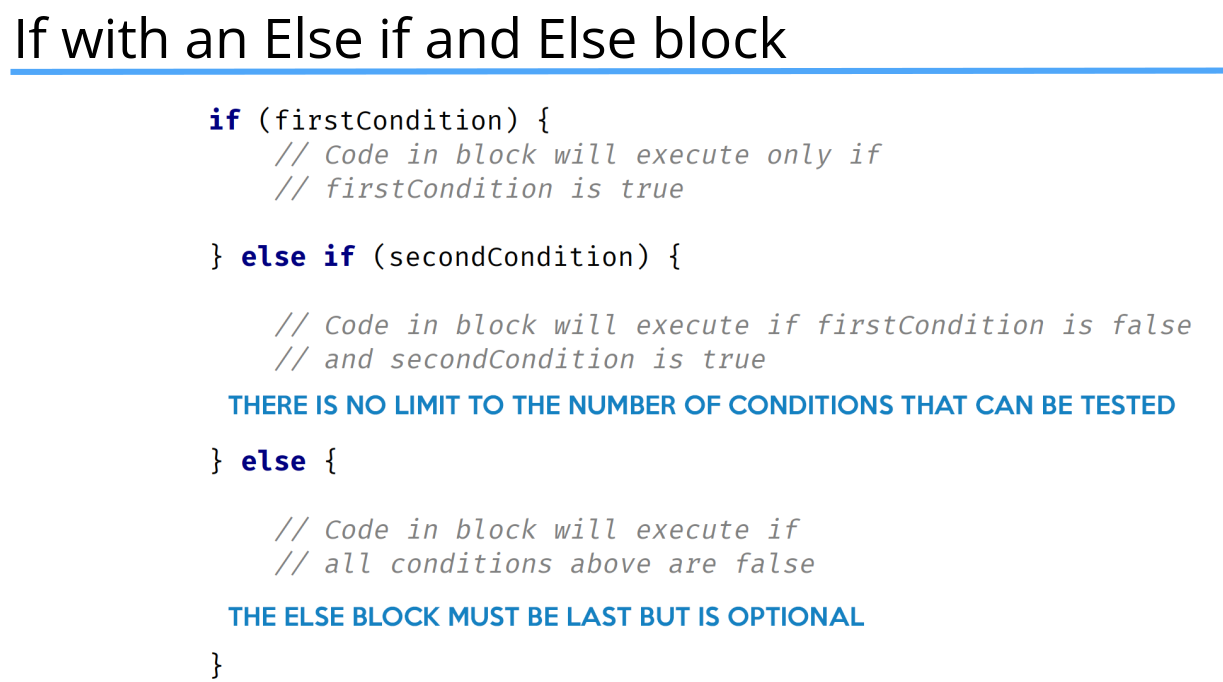 If with an Else if and Else block
if (firstCondition) {
// Code in block will execute only if
// firstCondition is true
} else if (secondCondition) {
// Code in block will execute if firstCondition is false
// and secondCondition is true
THERE IS NO LIMIT TO THE NUMBER OF CONDITIONS THAT CAN BE TESTED
} else {
// Code in block will execute if
// all conditions above are false
THE ELSE BLOCK MUST BE LAST BUT IS OPTIONAL
}